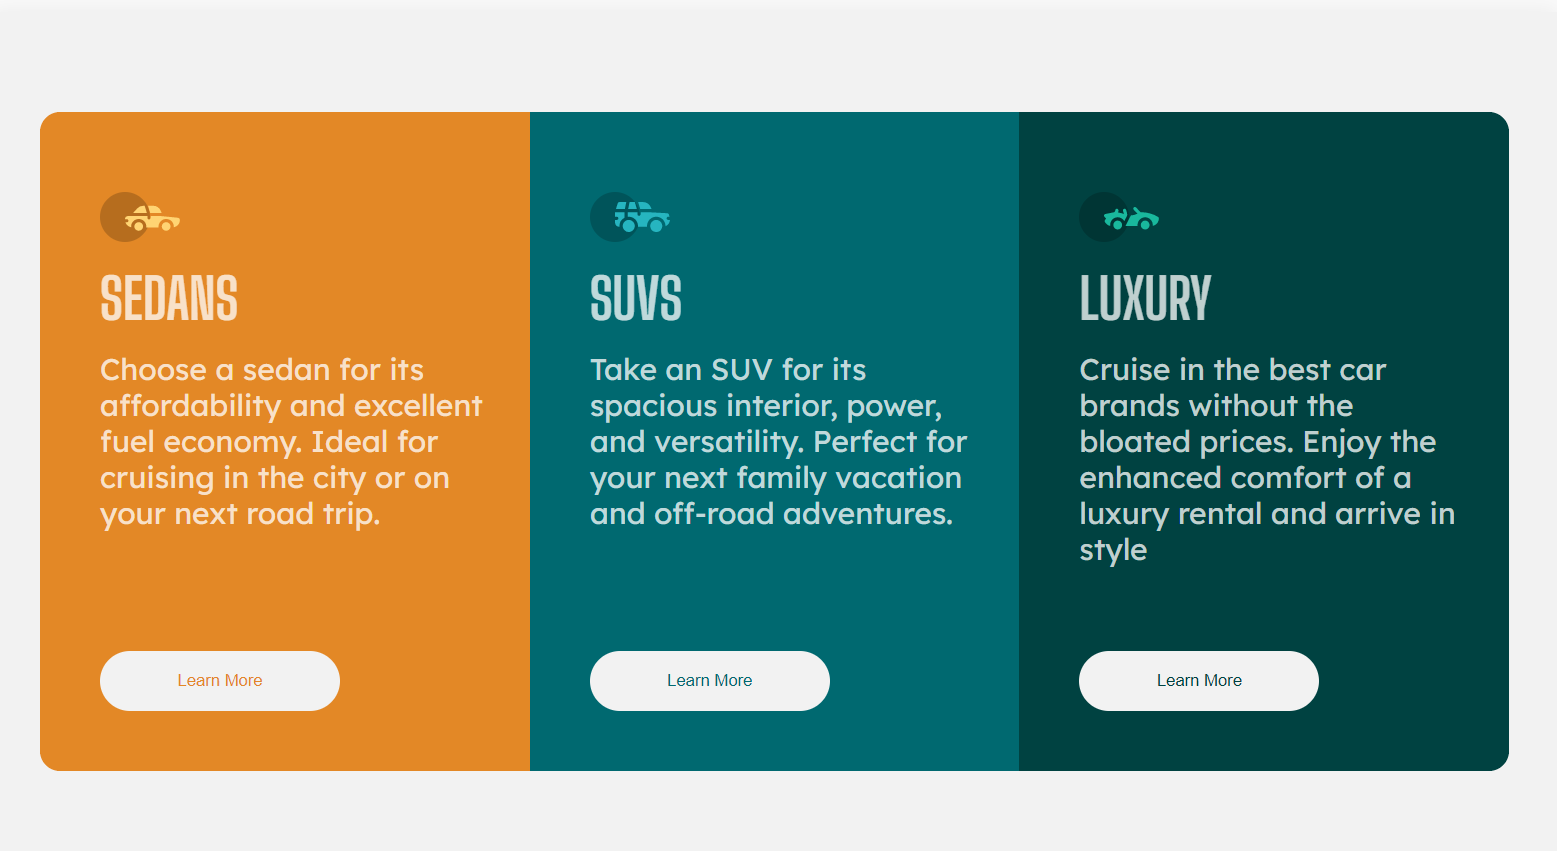 SEDANS
Choose a sedan for its
affordability and excellent
fuel economy. Ideal for
cruising in the city or on
your next road trip.
Learn More
SUVS
Take an SUV for its
spacious interior, power,
and versatility. Perfect for
your next family vacation
and off-road adventures.
Learn More
LUXURY
Cruise in the best car
brands without the
bloated prices. Enjoy the
enhanced comfort of a
luxury rental and arrive in
style
Learn More